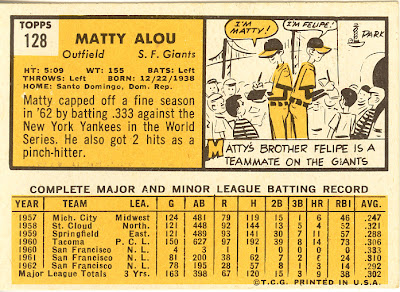 TOPPS
128
MATTY ALOU
Outfield S. F. Giants
HT: 5:09 WT: 155 BATS: Left
THROWS: Left BORN: 12/22/1938
HOME: Santo Domingo, Dom. Rep.
Matty capped off a fine season
in '62 by batting .333 against the
New York Yankees in the World
Series. He also got 2 hits as a
pinch-hitter.
I'M MATTY!
I'M FELIPE!
PARK
MATTY'S BROTHER FELIPE IS A
TEAMMATE ON THE GIANTS
COMPLETE MAJOR AND MINOR LEAGUE BATTING RECORD
YEAR TEAM LEA. G AB R H 2B 3B HR RBI AVG.
1957 Mich. City Midwest 124 481 79 119 15 1 6 46 .247
1958 St. Cloud North. 121 448 92 144 13 5 4 52 .321
1959 Springfield East. 121 489 93 141 30 7 11 .288
1960 Tacoma P. C. L. 150 627 97 192 39 8 14 73 .306
1960 San Francisco N. L. 4 3 1 1 0 0 0 0 .333
1961 San Francisco N. L. 81 200 38 62 7 2 6 24 .310
1962 San Francisco N. L. 78 195 28 57 8 1 3 14 .292
Major League Totals 3 Yrs. 163 398 67 120 15 3 9 38 .302
©T.C.G. PRINTED IN U.S.A.